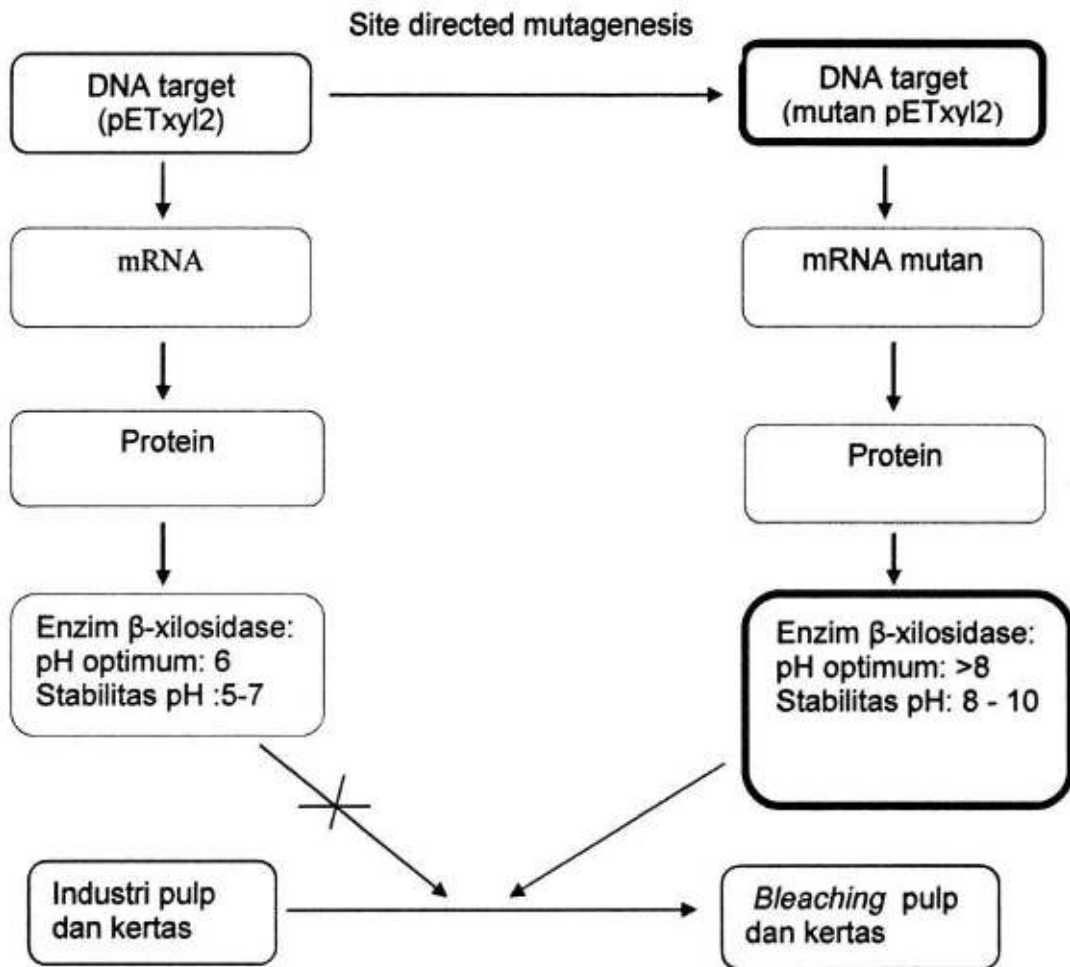 Site directed mutagenesis
DNA target
(pETxyl2)
DNA target
(mutan pETxyl2)
mRNA
mRNA mutan
Protein
Protein
Enzim β-xilosidase:
pH optimum: 6
Stabilitas pH :5-7
Enzim β-xilosidase:
pH optimum: >8
Stabilitas pH: 8 - 10
Industri pulp
dan kertas
Bleaching pulp
dan kertas